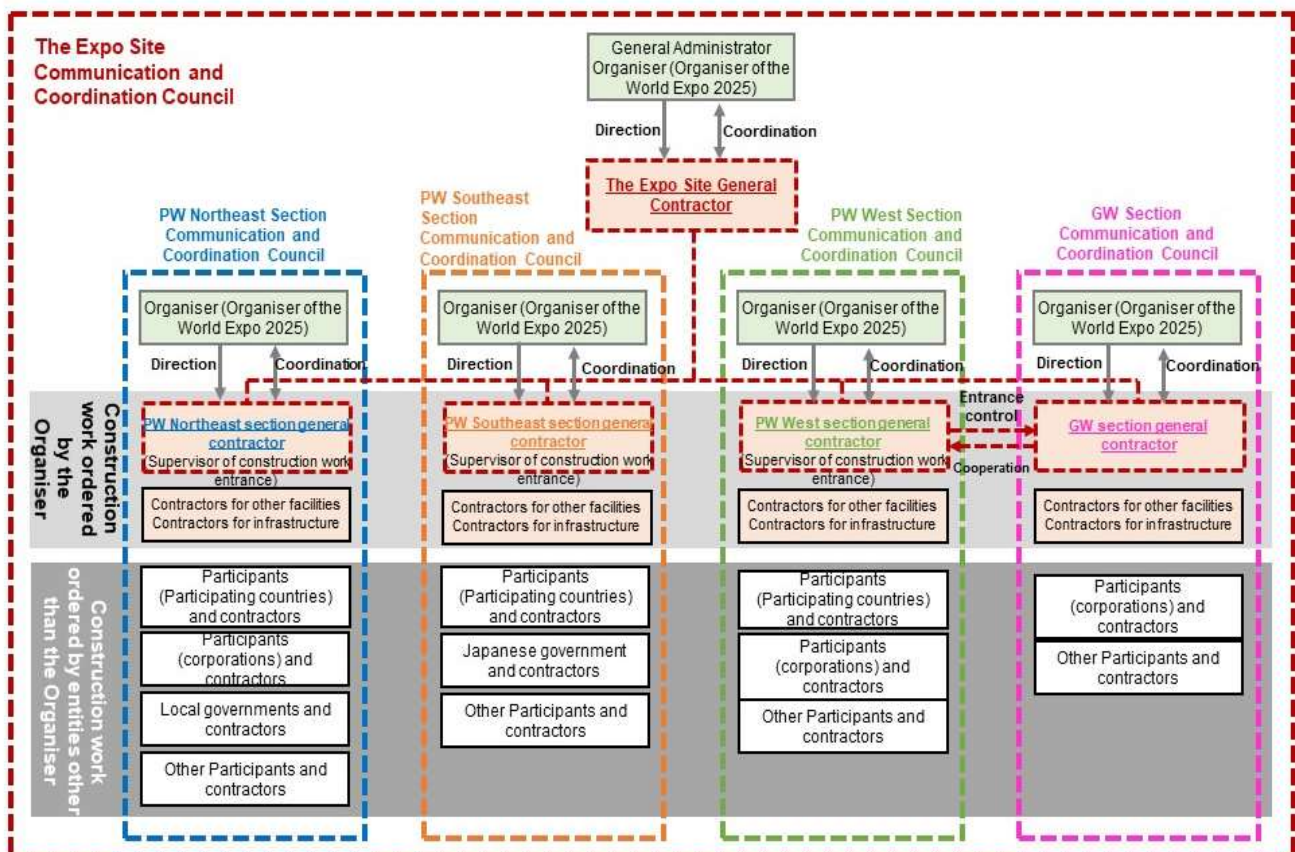 The Expo Site
Communication and
Coordination Council
General Administrator
Organiser (Organiser of the
World Expo 2025)
Direction
Coordination
The Expo Site General
Contractor
PW Northeast Section
Communication and
Coordination Council
PW Southeast
Section
Communication and
Coordination Council
PW West Section
Communication and
Coordination Council
GW Section
Communication and
Coordination Council
Organiser (Organiser of the
World Expo 2025)
Organiser (Organiser of the
World Expo 2025)
Organiser (Organiser of the
World Expo 2025)
Organiser (Organiser of the
World Expo 2025)
Direction
Coordination
Direction
Coordination
Direction
Coordination
Direction
Coordination
Construction
work ordered
by the
Organiser
PW Northeast section general
contractor
(Supervisor of construction work
entrance)
PW Southeast section general
contractor
(Supervisor of construction work
entrance)
PW West section general
contractor
(Supervisor of construction work
entrance)
Entrance
control
Cooperation
GW section general
contractor
Contractors for other facilities
Contractors for infrastructure
Contractors for other facilities
Contractors for infrastructure
Contractors for other facilities
Contractors for infrastructure
Contractors for other facilities
Contractors for infrastructure
Construction work
ordered by entities other
than the Organiser
Participants
(Participating countries)
and contractors
Participants
(corporations) and
contractors
Local governments and
contractors
Other Participants and
contractors
Participants
(Participating countries)
and contractors
Japanese government
and contractors
Other Participants and
contractors
Participants
(Participating countries)
and contractors
Participants
(corporations) and
contractors
Other Participants and
contractors
Participants
(corporations) and
contractors
Other Participants and
contractors